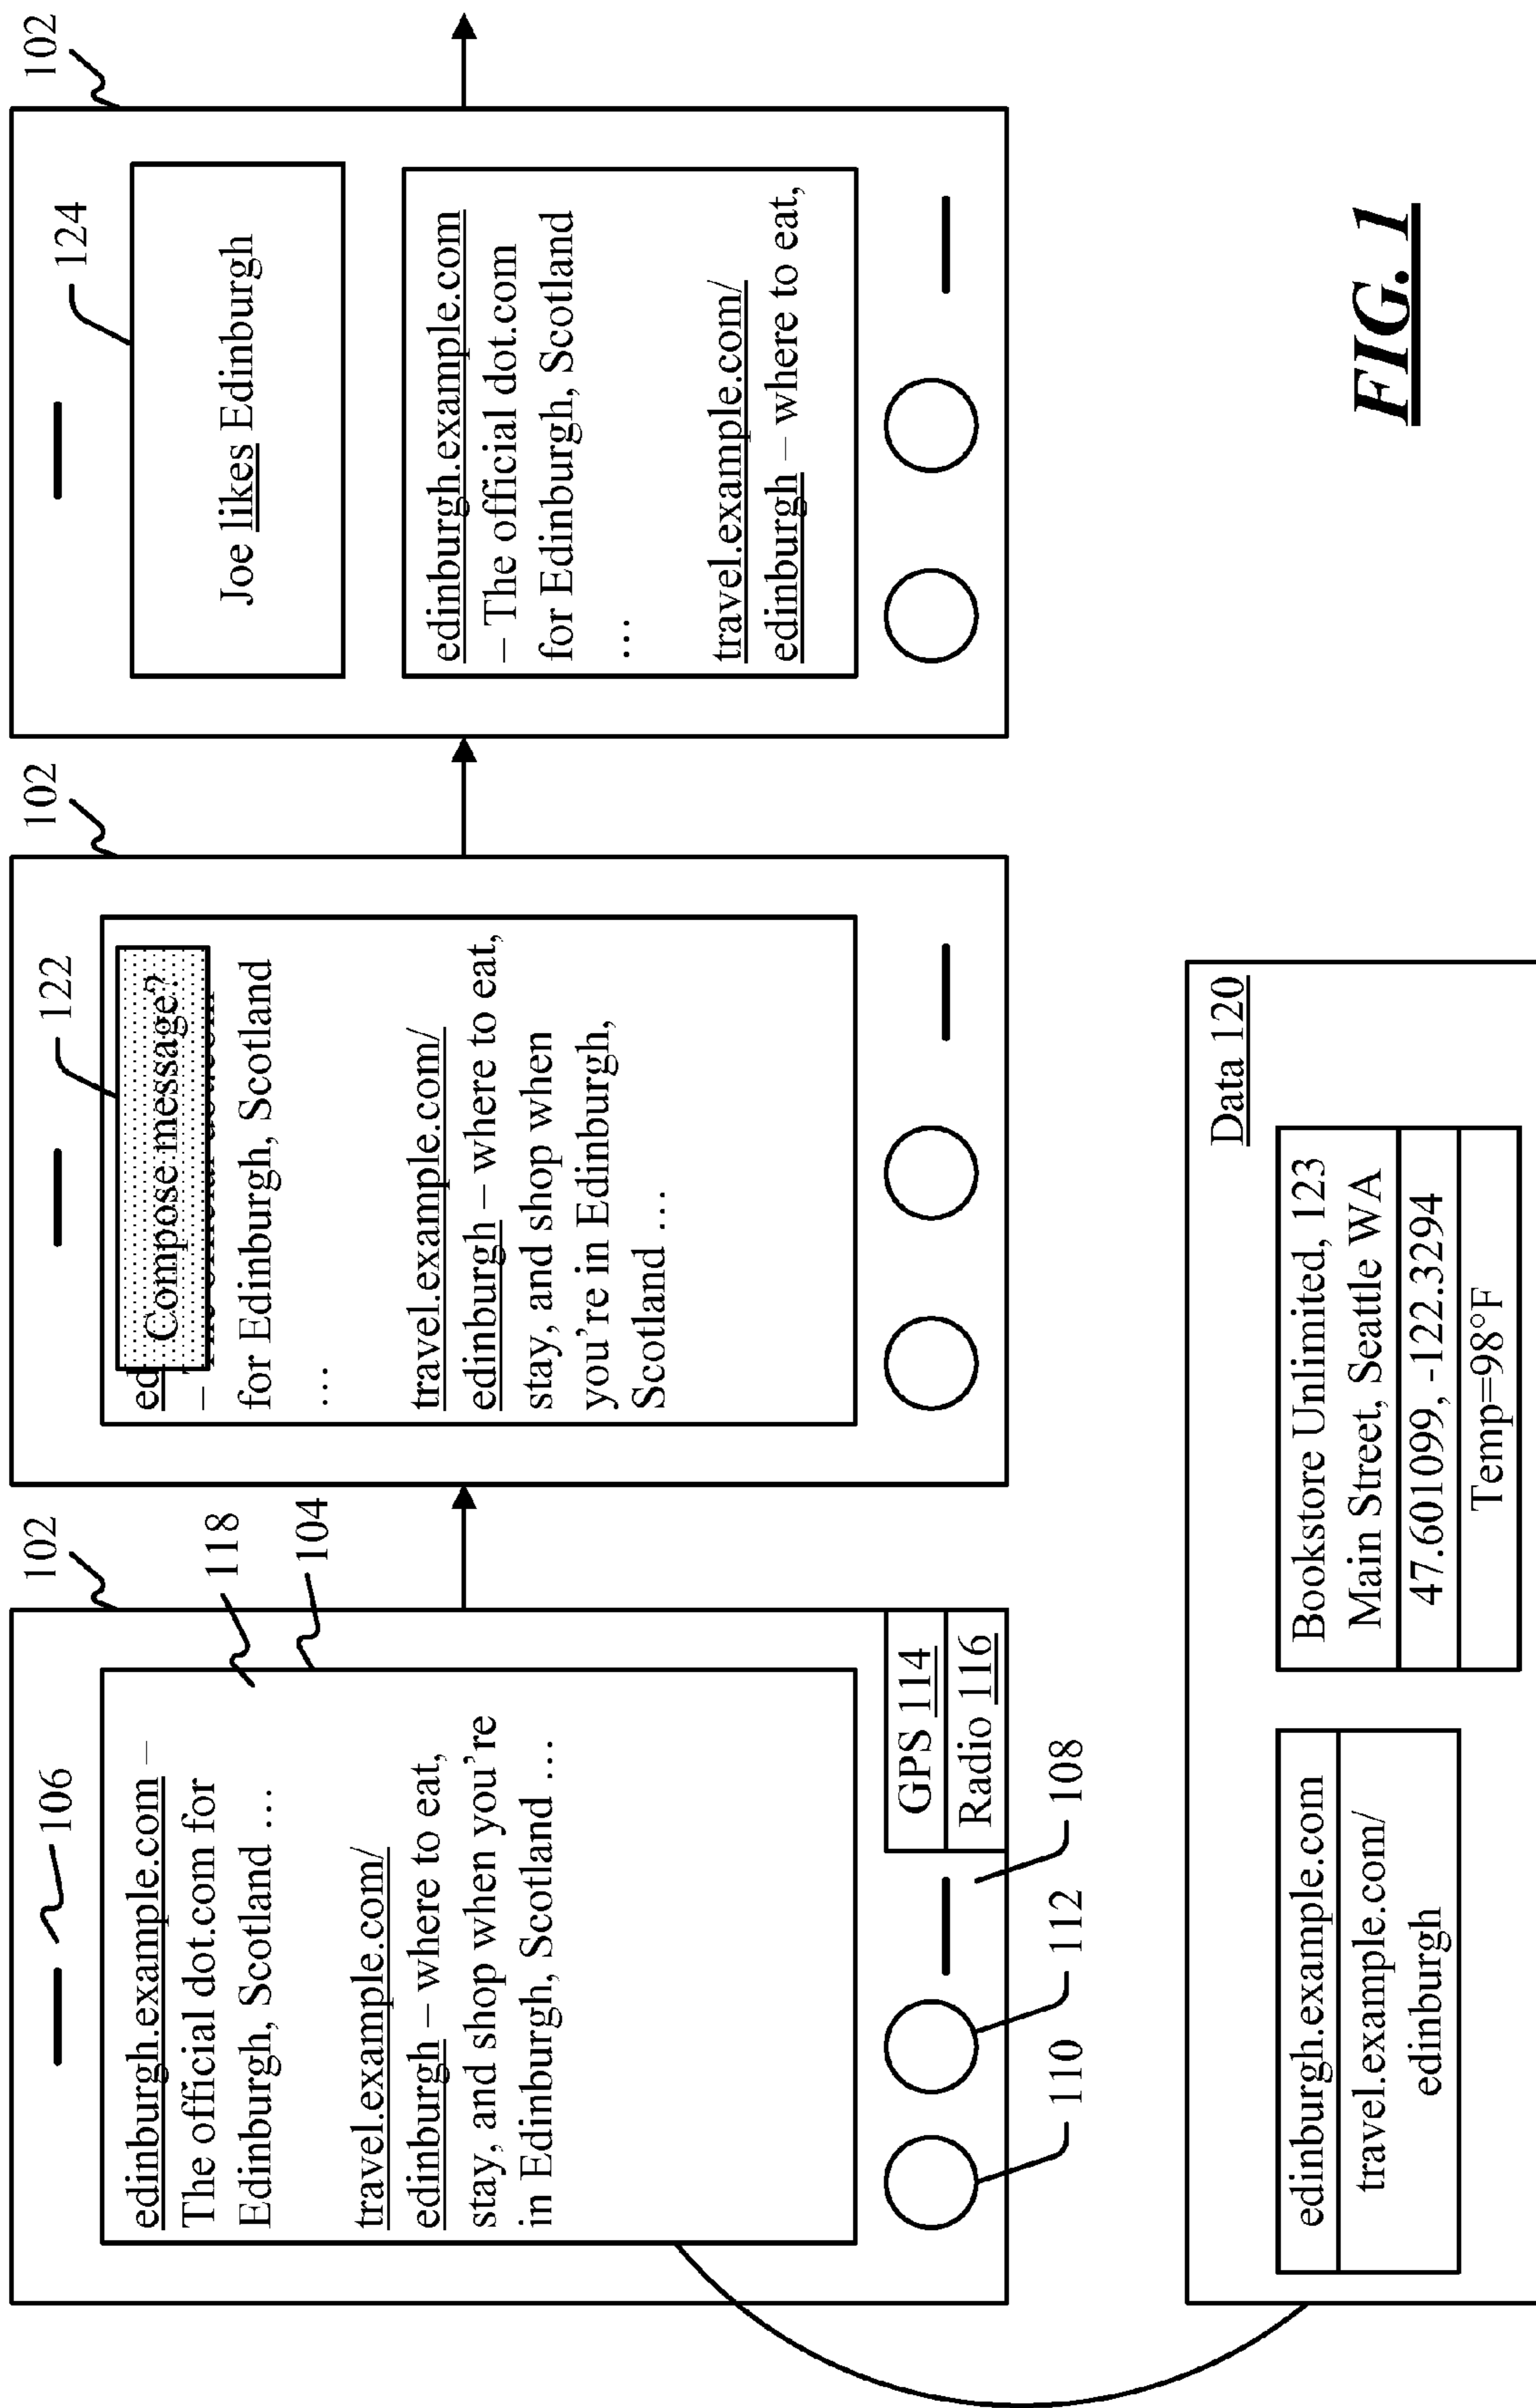 102
106
edinburgh.example.com –
The official dot.com for
Edinburgh, Scotland ...
travel.example.com/
edinburgh – where to eat,
stay, and shop when you're
in Edinburgh, Scotland ...
118
104
GPS 114
Radio 116
110
112
108
102
122
Compose message?
ed
–
for Edinburgh, Scotland
...
travel.example.com/
edinburgh – where to eat,
stay, and shop when
you're in Edinburgh,
Scotland ...
102
124
Joe likes Edinburgh
edinburgh.example.com
– The official dot.com
for Edinburgh, Scotland
...
travel.example.com/
edinburgh – where to eat,
Data 120
edinburgh.example.com
travel.example.com/
edinburgh
Bookstore Unlimited, 123
Main Street, Seattle WA
47.601099, -122.3294
Temp=98°F
FIG. 1